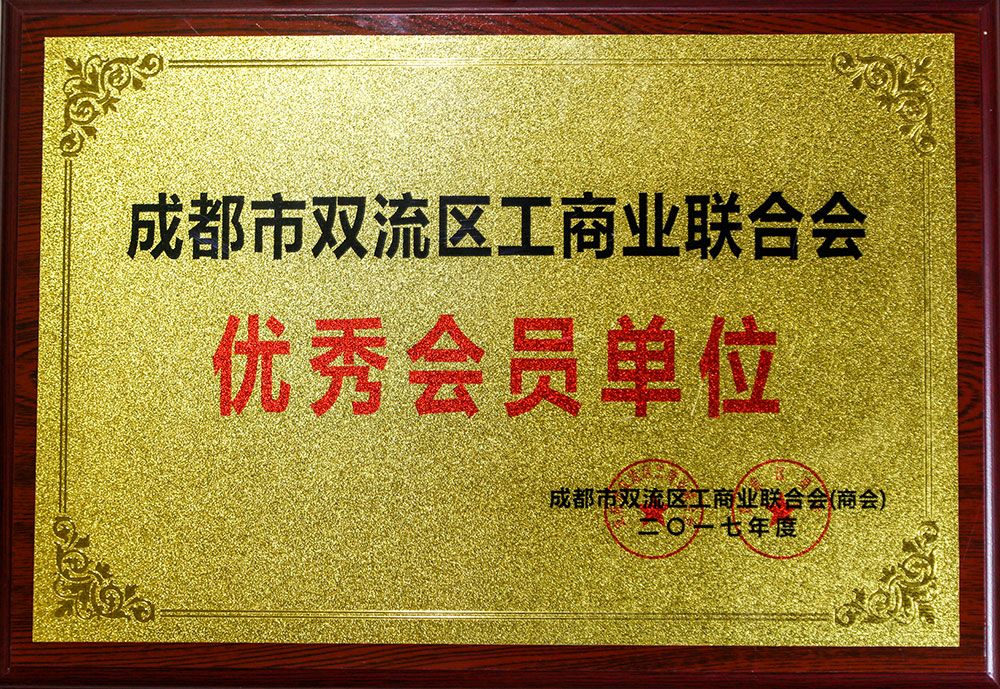 成都市双流区工商业联合会
优秀会员单位
成都市双流区工商业联合会(商会)
二〇一七年度